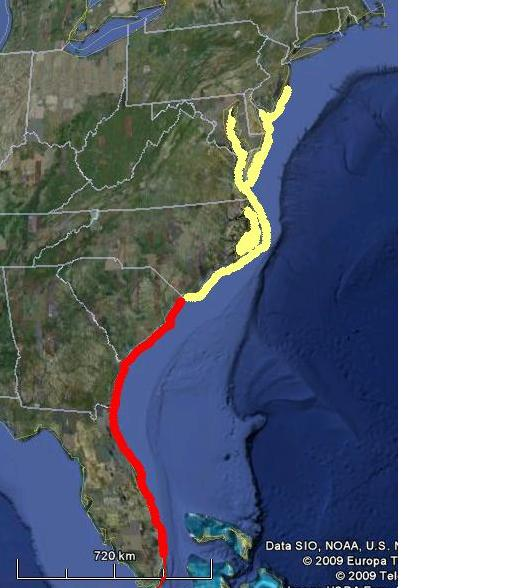 720 km
Data SIO, NOAA, U.S. N
© 2009 Europa T
© 2009 Tel